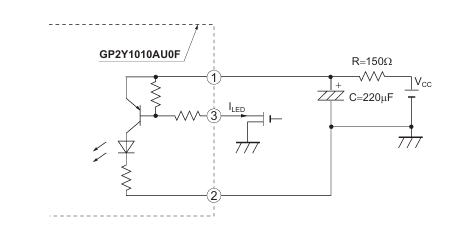 GP2Y1010AU0F
R=150Ω
1
+
VCC
C=220μF
3
ILED
2